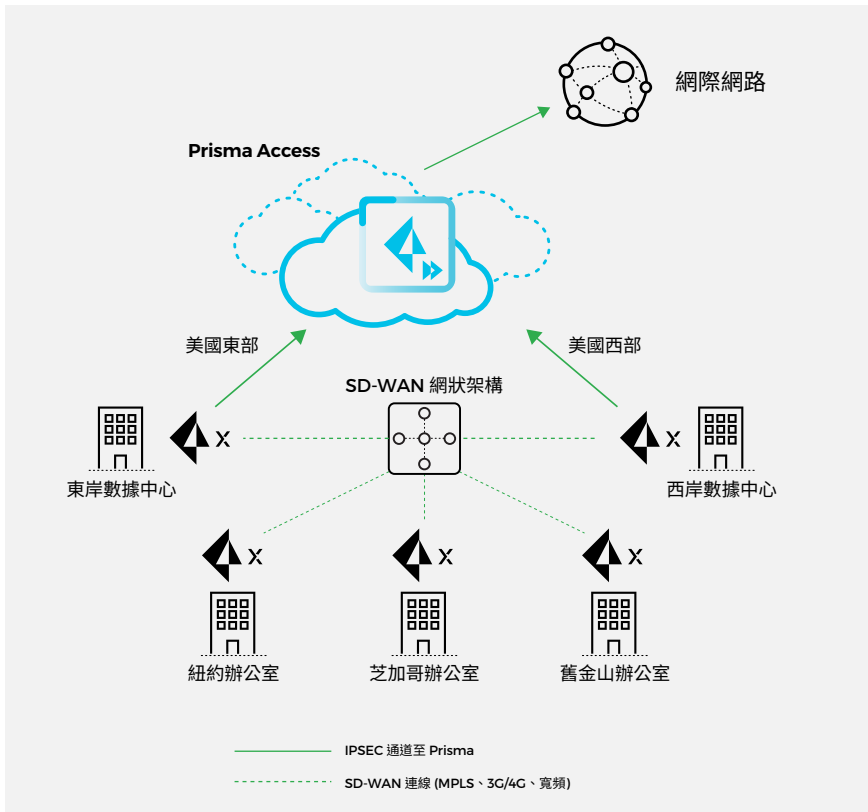 網際網路
Prisma Access
美國東部
美國西部
SD-WAN 網狀架構
X
X
東岸數據中心
西岸數據中心
X
X
X
紐約辦公室
芝加哥辦公室
舊金山辦公室
IPSEC 通道至 Prisma
SD-WAN 連線 (MPLS、3G/4G、寬頻)